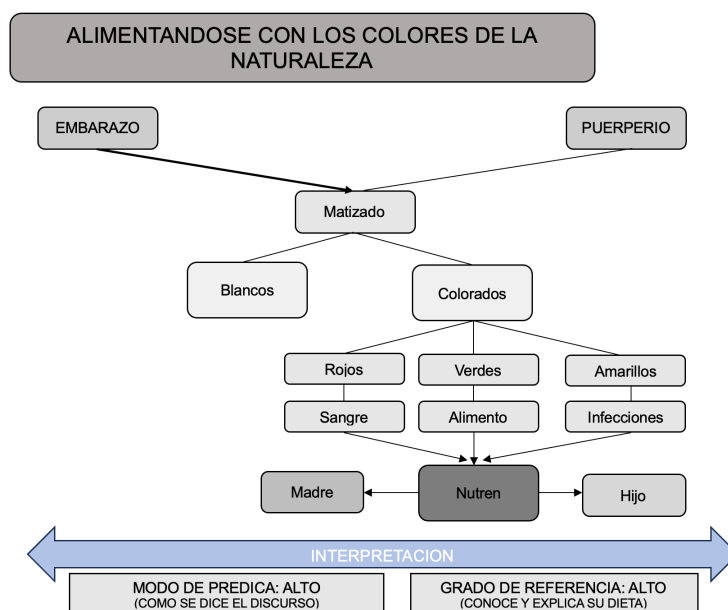 ALIMENTANDOSE CON LOS COLORES DE LA
NATURALEZA
EMBARAZO
PUERPERIO
Matizado
Blancos
Colorados
Rojos
Verdes
Amarillos
Sangre
Alimento
Infecciones
Madre
Nutren
Hijo
INTERPRETACION
MODO DE PREDICA: ALTO
(COMO SE DICE EL DISCURSO)
GRADO DE REFERENCIA: ALTO
(CONOCE Y EXPLICA SU DIETA)